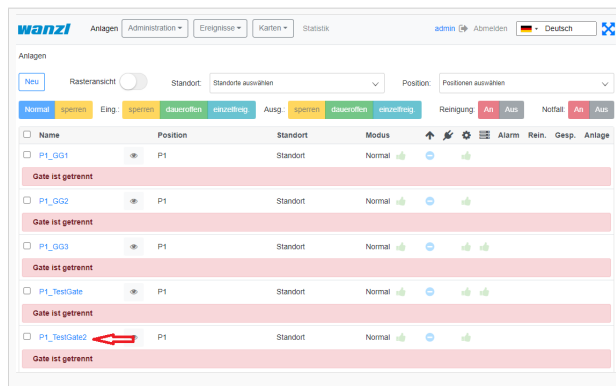 wanzl Anlagen Administration Ereignisse Karten Statistik admin Abmelden Deutsch
Anlagen
Neu Rasteransicht Standort: Standorte auswählen Position: Positionen auswählen
Normal sperren Eing.: sperren daueroffen einzelfreig. Ausg.: sperren daueroffen einzelfreig. Reinigung: An Aus Notfall: An Aus
Name Position Standort Modus Alarm Rein. Gesp. Anlage
P1_GG1 P1 Standort Normal
Gate ist getrennt
P1_GG2 P1 Standort Normal
Gate ist getrennt
P1_GG3 P1 Standort Normal
Gate ist getrennt
P1_TestGate P1 Standort Normal
Gate ist getrennt
P1_TestGate2 P1 Standort Normal
Gate ist getrennt